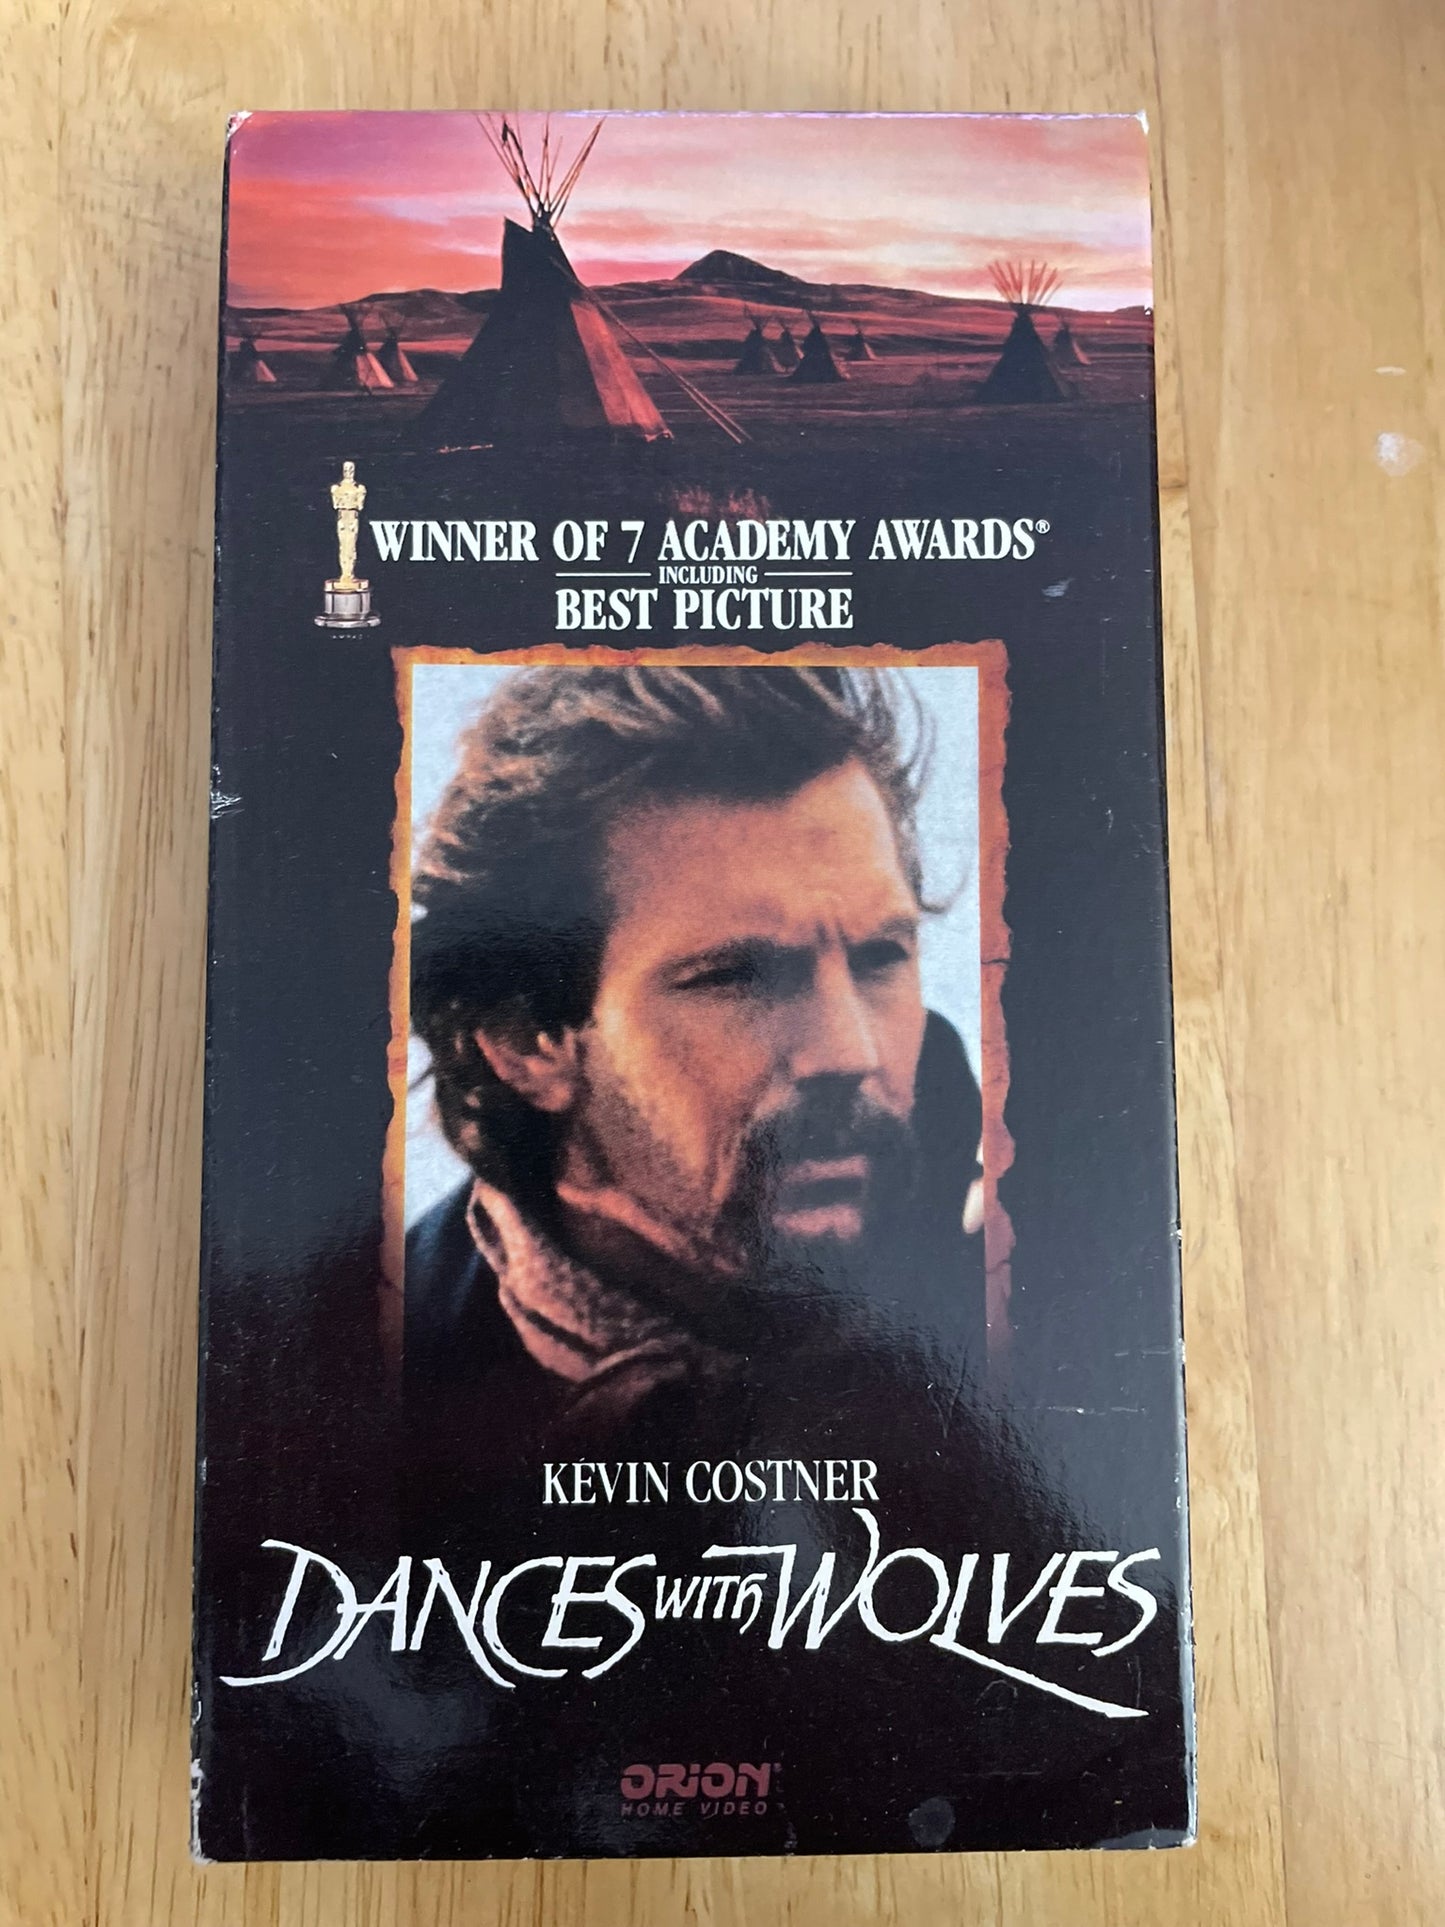 WINNER OF 7 ACADEMY AWARDS®
INCLUDING
BEST PICTURE
KEVIN COSTNER
DANCES WITH WOLVES
ORION
HOME VIDEO